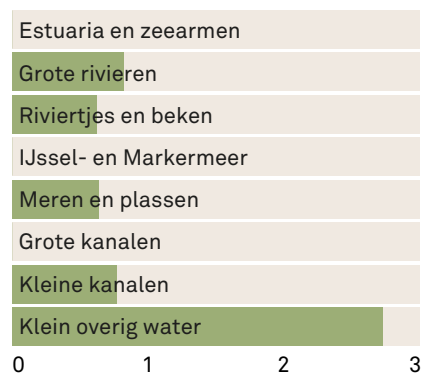 Estuaria en zeearmen
Grote rivieren
Riviertjes en beken
IJssel- en Markermeer
Meren en plassen
Grote kanalen
Kleine kanalen
Klein overig water
0 1 2 3